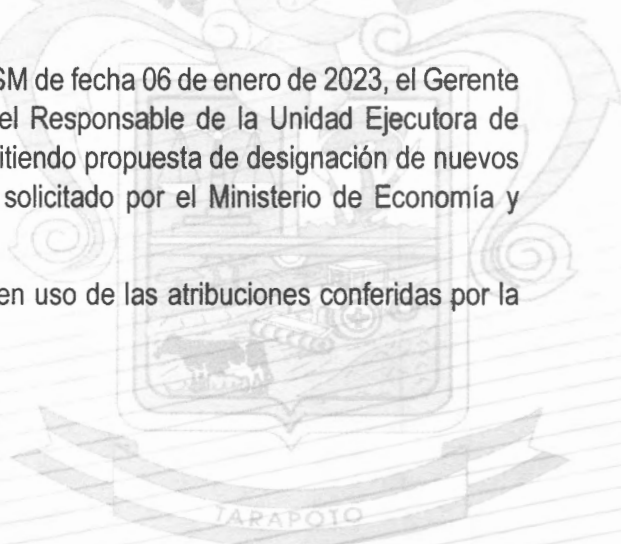 SM de fecha 06 de enero de 2023, el Gerente
el Responsable de la Unidad Ejecutora de
itiendo propuesta de designación de nuevos
solicitado por el Ministerio de Economía y
en uso de las atribuciones conferidas por la
TARAPOTO